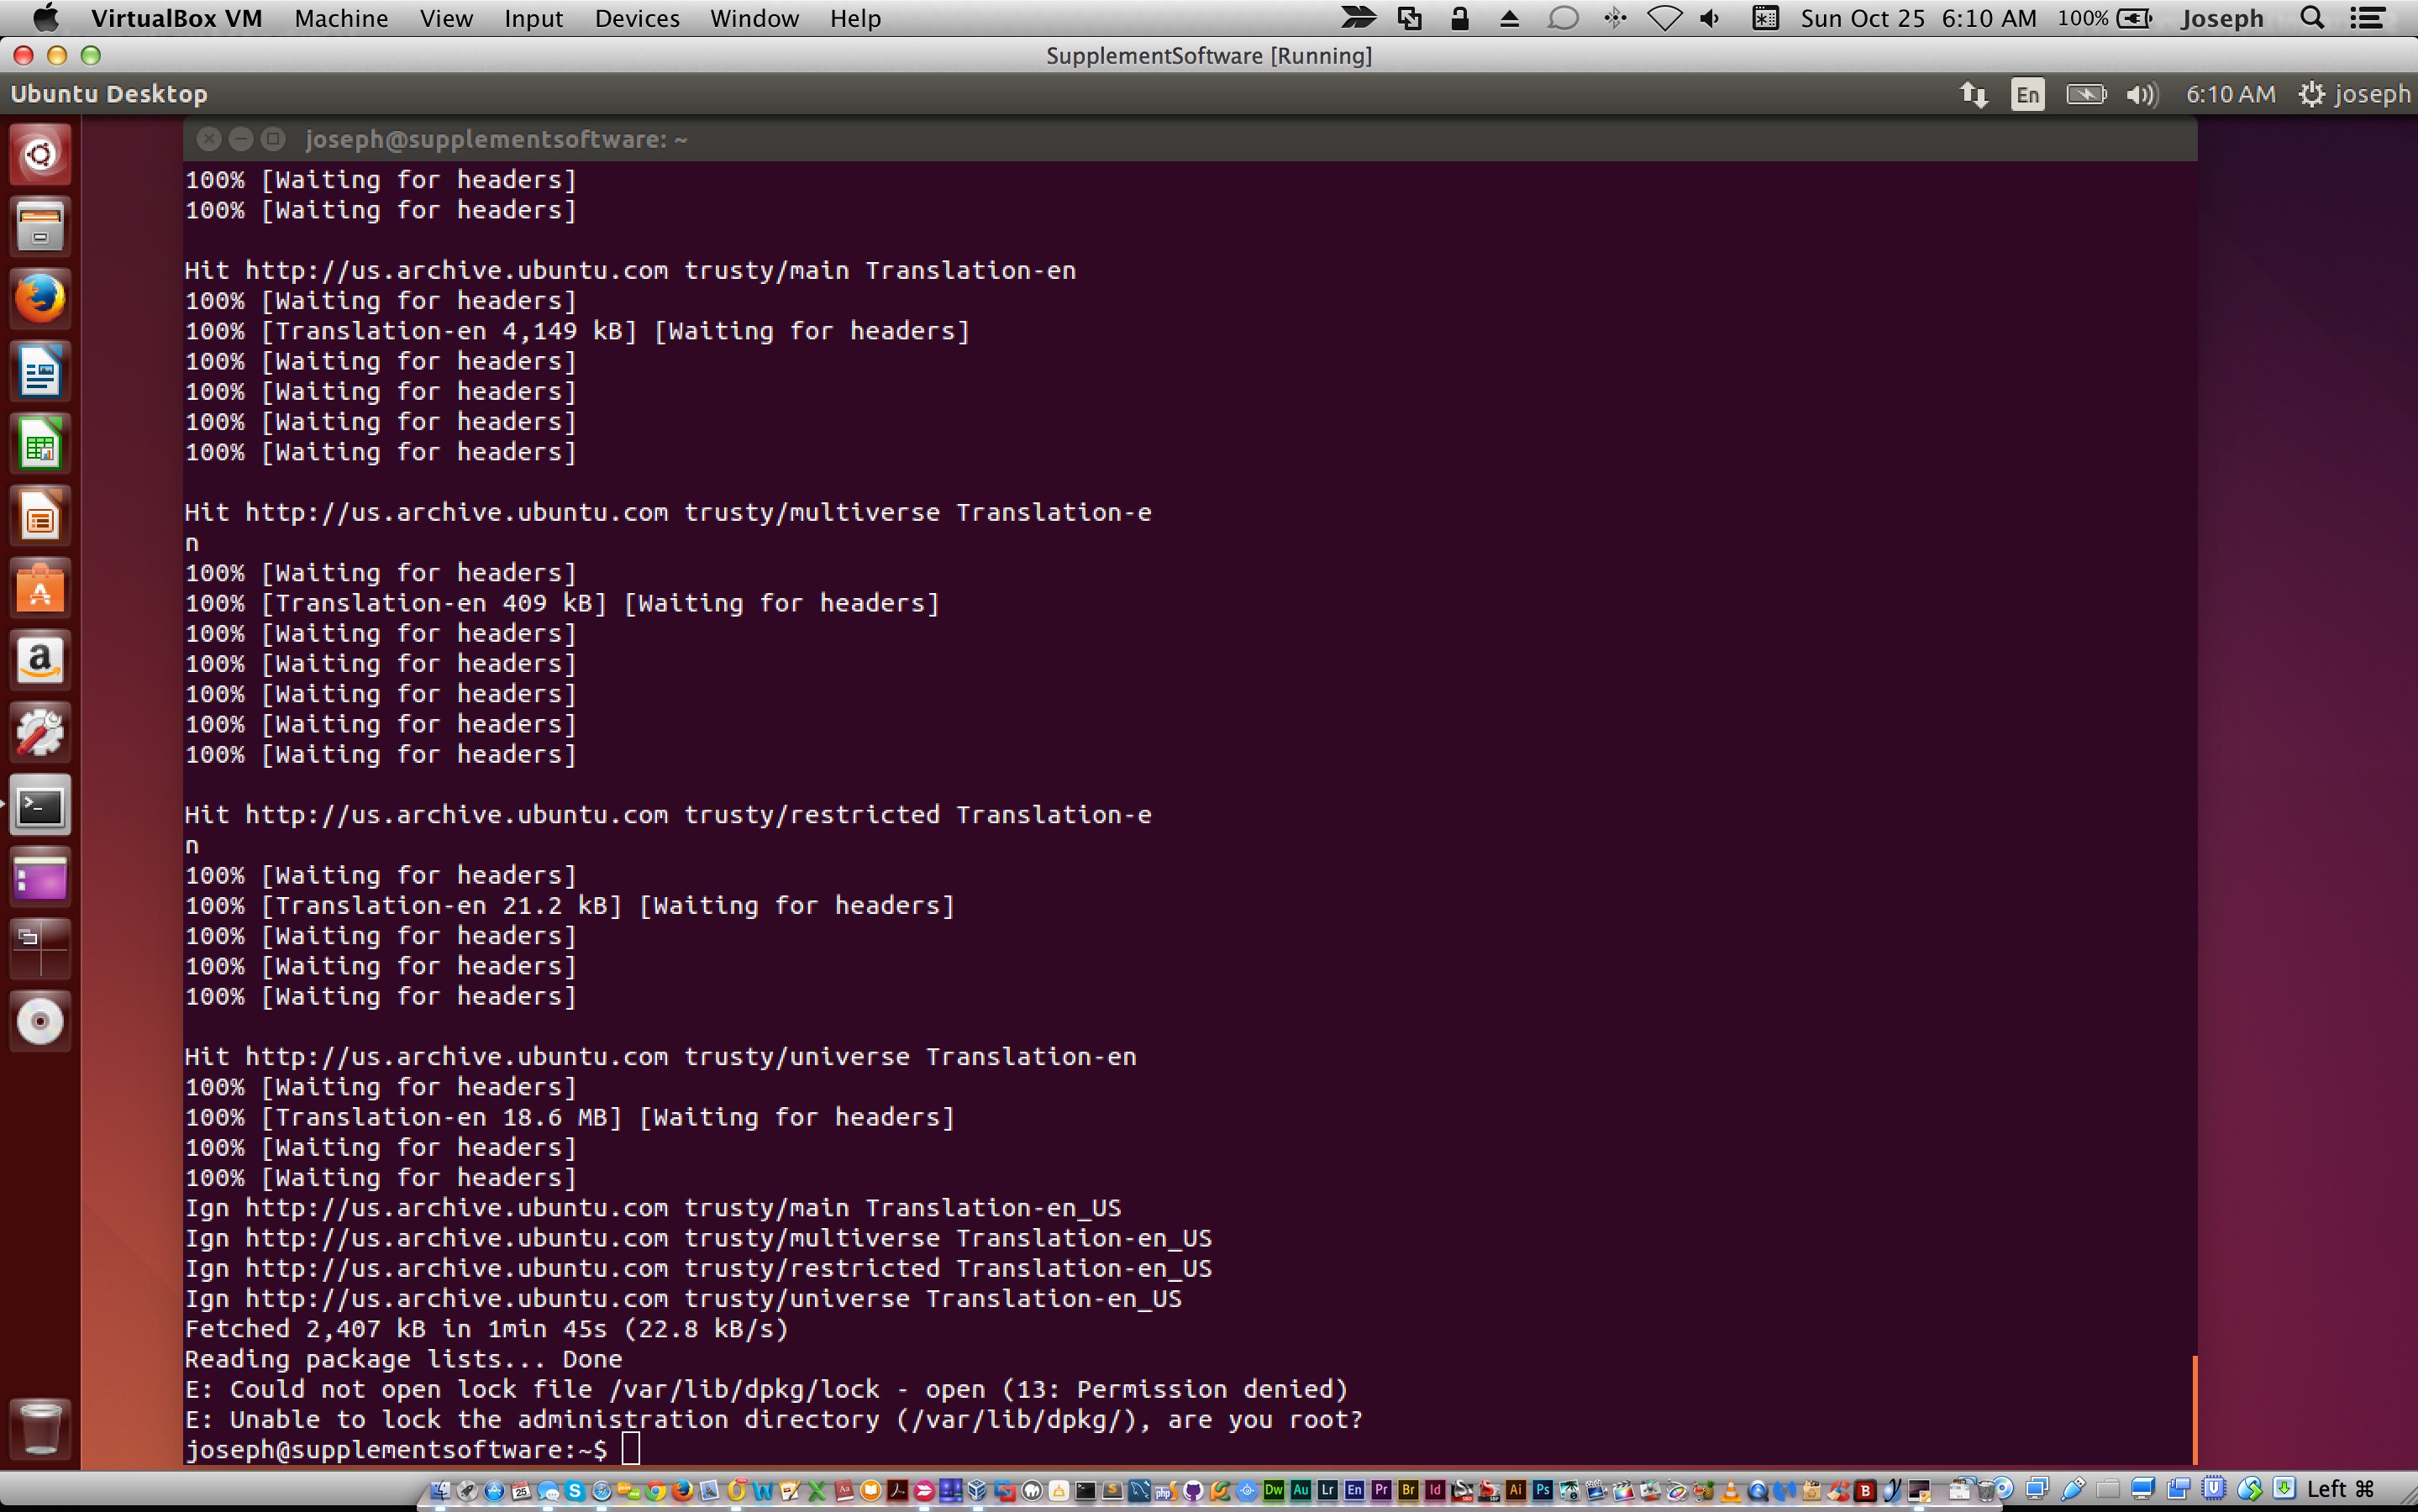 VirtualBox VM Machine View Input Devices Window Help Sun Oct 25 6:10 AM 100% Joseph
SupplementSoftware [Running]
Ubuntu Desktop En 6:10 AM joseph
joseph@supplementsoftware: ~
100% [Waiting for headers]
100% [Waiting for headers]
Hit http://us.archive.ubuntu.com trusty/main Translation-en
100% [Waiting for headers]
100% [Translation-en 4,149 kB] [Waiting for headers]
100% [Waiting for headers]
100% [Waiting for headers]
100% [Waiting for headers]
100% [Waiting for headers]
Hit http://us.archive.ubuntu.com trusty/multiverse Translation-e
n
100% [Waiting for headers]
100% [Translation-en 409 kB] [Waiting for headers]
100% [Waiting for headers]
100% [Waiting for headers]
100% [Waiting for headers]
100% [Waiting for headers]
100% [Waiting for headers]
Hit http://us.archive.ubuntu.com trusty/restricted Translation-e
n
100% [Waiting for headers]
100% [Translation-en 21.2 kB] [Waiting for headers]
100% [Waiting for headers]
100% [Waiting for headers]
100% [Waiting for headers]
Hit http://us.archive.ubuntu.com trusty/universe Translation-en
100% [Waiting for headers]
100% [Translation-en 18.6 MB] [Waiting for headers]
100% [Waiting for headers]
100% [Waiting for headers]
Ign http://us.archive.ubuntu.com trusty/main Translation-en_US
Ign http://us.archive.ubuntu.com trusty/multiverse Translation-en_US
Ign http://us.archive.ubuntu.com trusty/restricted Translation-en_US
Ign http://us.archive.ubuntu.com trusty/universe Translation-en_US
Fetched 2,407 kB in 1min 45s (22.8 kB/s)
Reading package lists... Done
E: Could not open lock file /var/lib/dpkg/lock - open (13: Permission denied)
E: Unable to lock the administration directory (/var/lib/dpkg/), are you root?
joseph@supplementsoftware:~$
25 S W X php Dw Au Lr En Pr Br Id Ai Ps B Left ⌘